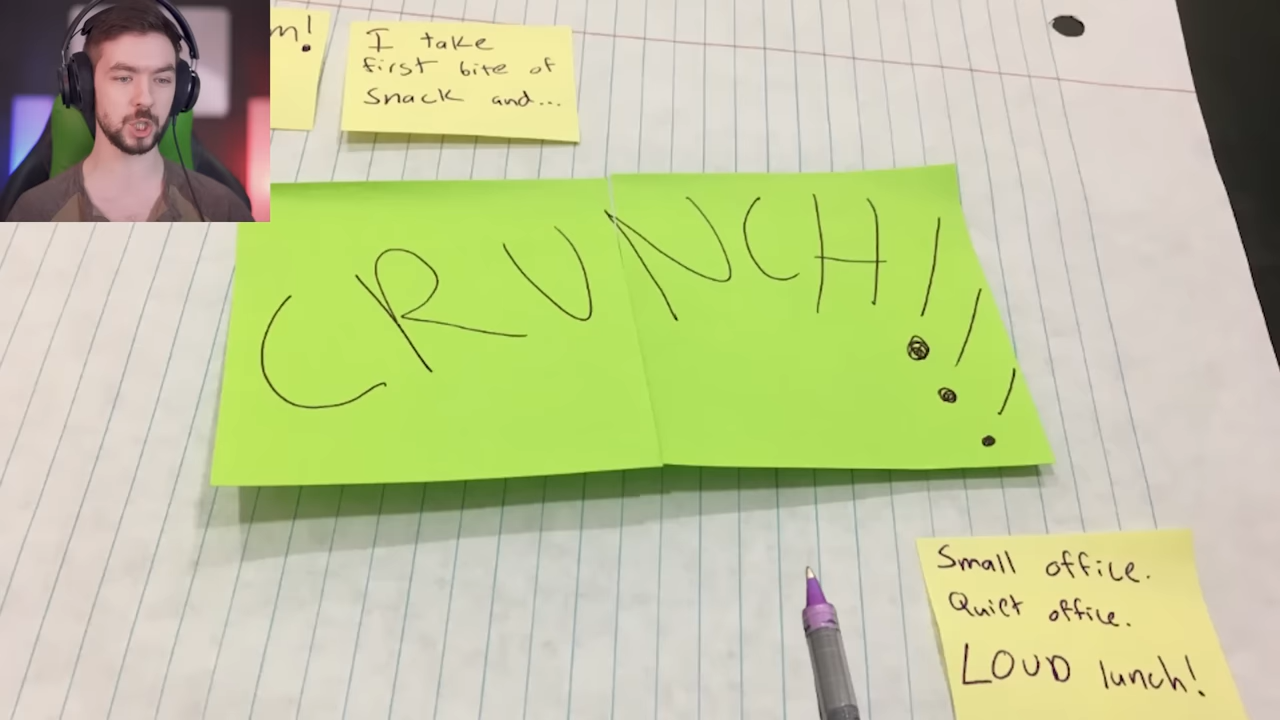 m!
I take
first bite of
snack and...
CRUNCH!!!
Small office.
Quiet office.
LOUD lunch!